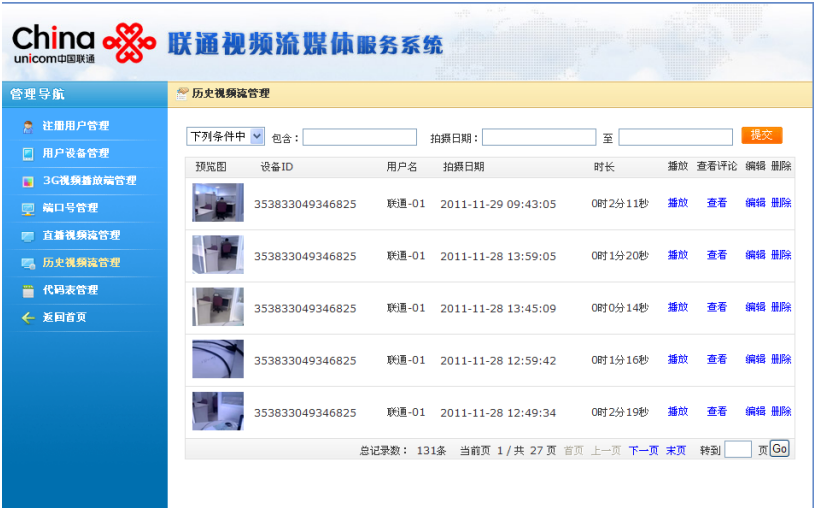 China
unicom中国联通
联通视频流媒体服务系统
管理导航
历史视频流管理
注册用户管理
用户设备管理
3G视频播放端管理
端口号管理
直播视频流管理
历史视频流管理
代码表管理
返回首页
下列条件中 包含： 拍摄日期： 至 提交
预览图 设备ID 用户名 拍摄日期 时长 播放 查看评论 编辑 删除
353833049346825 联通-01 2011-11-29 09:43:05 0时2分11秒 播放 查看 编辑 删除
353833049346825 联通-01 2011-11-28 13:59:05 0时1分20秒 播放 查看 编辑 删除
353833049346825 联通-01 2011-11-28 13:45:09 0时0分14秒 播放 查看 编辑 删除
353833049346825 联通-01 2011-11-28 12:59:42 0时1分16秒 播放 查看 编辑 删除
353833049346825 联通-01 2011-11-28 12:49:34 0时2分19秒 播放 查看 编辑 删除
总记录数： 131条 当前页 1/共 27页 首页 上一页 下一页 末页 转到 页 Go